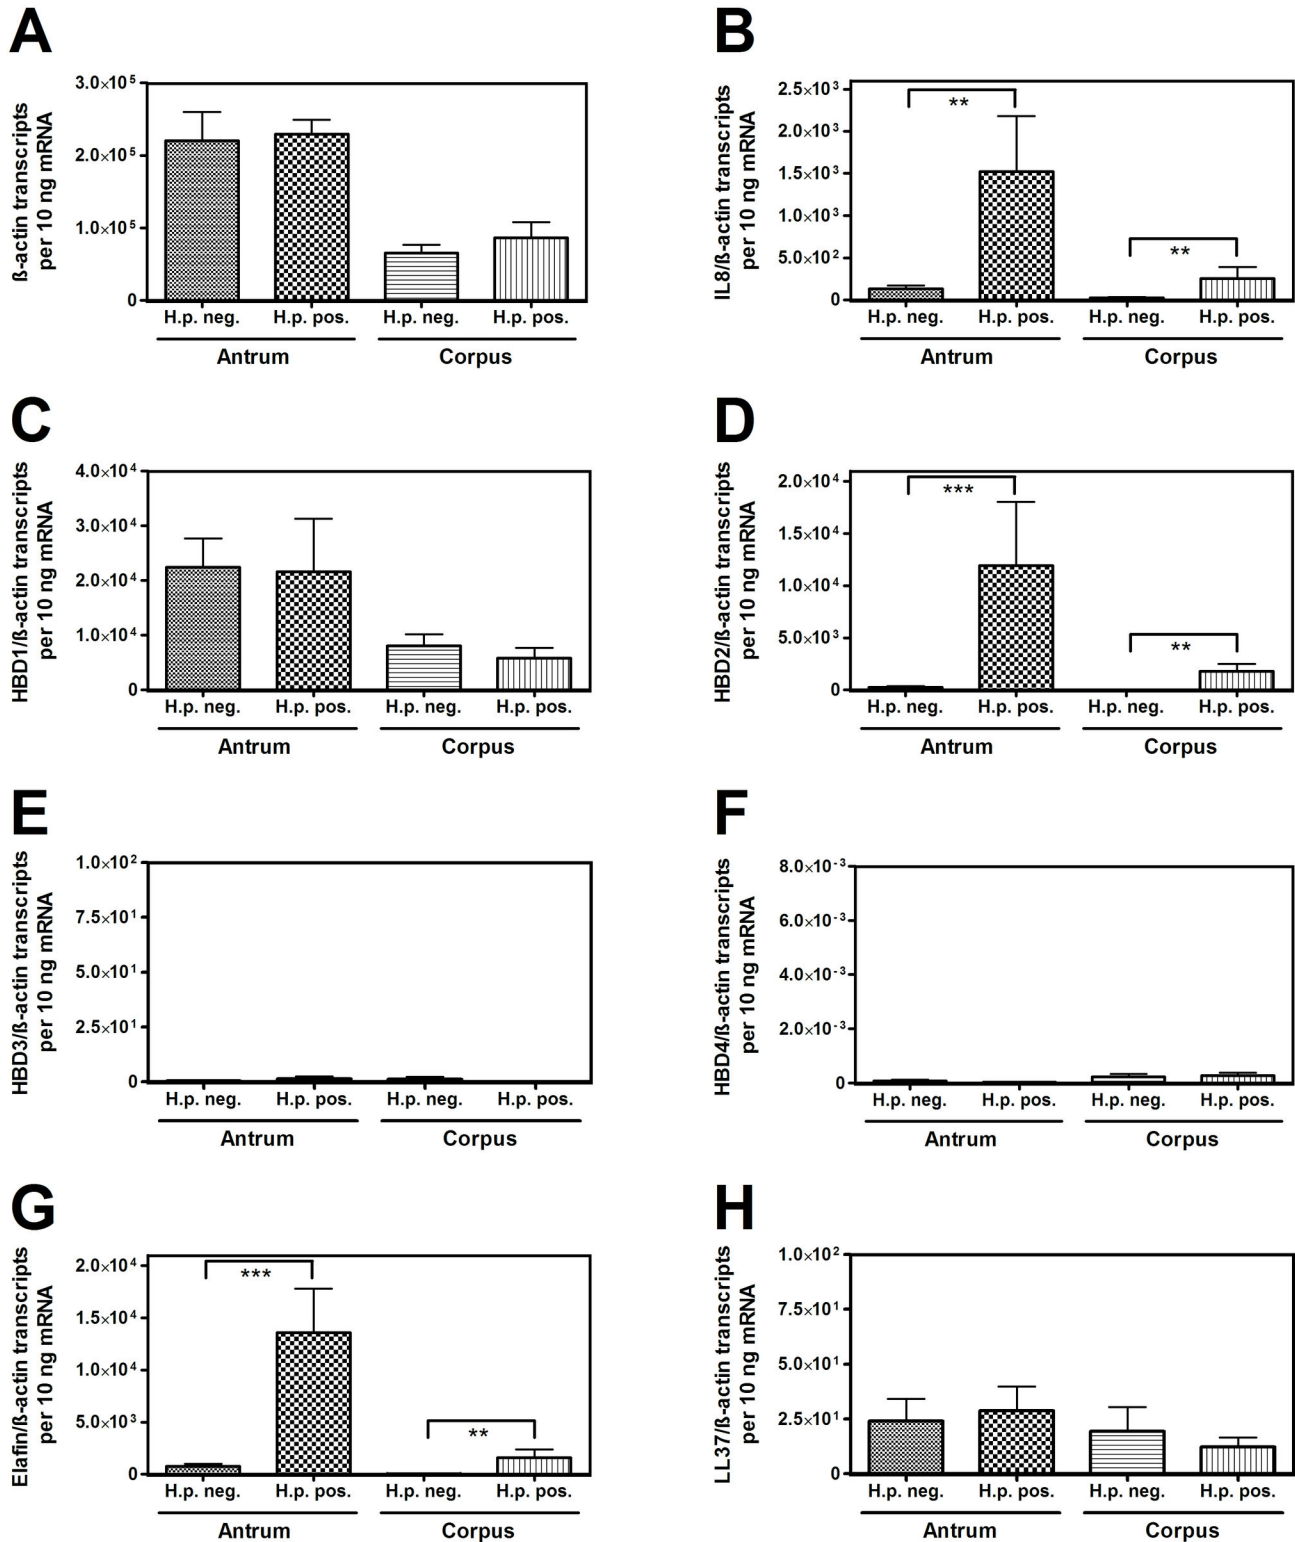 A
ß-actin transcripts
per 10 ng mRNA
3.0×10⁵
2.0×10⁵
1.0×10⁵
0
H.p. neg. H.p. pos. H.p. neg. H.p. pos.
Antrum Corpus
B
IL8/ß-actin transcripts
per 10 ng mRNA
2.5×10³
2.0×10³
1.5×10³
1.0×10³
5.0×10²
0
** **
H.p. neg. H.p. pos. H.p. neg. H.p. pos.
Antrum Corpus
C
HBD1/ß-actin transcripts
per 10 ng mRNA
4.0×10⁴
3.0×10⁴
2.0×10⁴
1.0×10⁴
0
H.p. neg. H.p. pos. H.p. neg. H.p. pos.
Antrum Corpus
D
HBD2/ß-actin transcripts
per 10 ng mRNA
2.0×10⁴
1.5×10⁴
1.0×10⁴
5.0×10³
0
*** **
H.p. neg. H.p. pos. H.p. neg. H.p. pos.
Antrum Corpus
E
HBD3/ß-actin transcripts
per 10 ng mRNA
1.0×10²
7.5×10¹
5.0×10¹
2.5×10¹
0
H.p. neg. H.p. pos. H.p. neg. H.p. pos.
Antrum Corpus
F
HBD4/ß-actin transcripts
per 10 ng mRNA
8.0×10⁻³
6.0×10⁻³
4.0×10⁻³
2.0×10⁻³
0
H.p. neg. H.p. pos. H.p. neg. H.p. pos.
Antrum Corpus
G
Elafin/ß-actin transcripts
per 10 ng mRNA
2.0×10⁴
1.5×10⁴
1.0×10⁴
5.0×10³
0
*** **
H.p. neg. H.p. pos. H.p. neg. H.p. pos.
Antrum Corpus
H
LL37/ß-actin transcripts
per 10 ng mRNA
1.0×10²
7.5×10¹
5.0×10¹
2.5×10¹
0
H.p. neg. H.p. pos. H.p. neg. H.p. pos.
Antrum Corpus